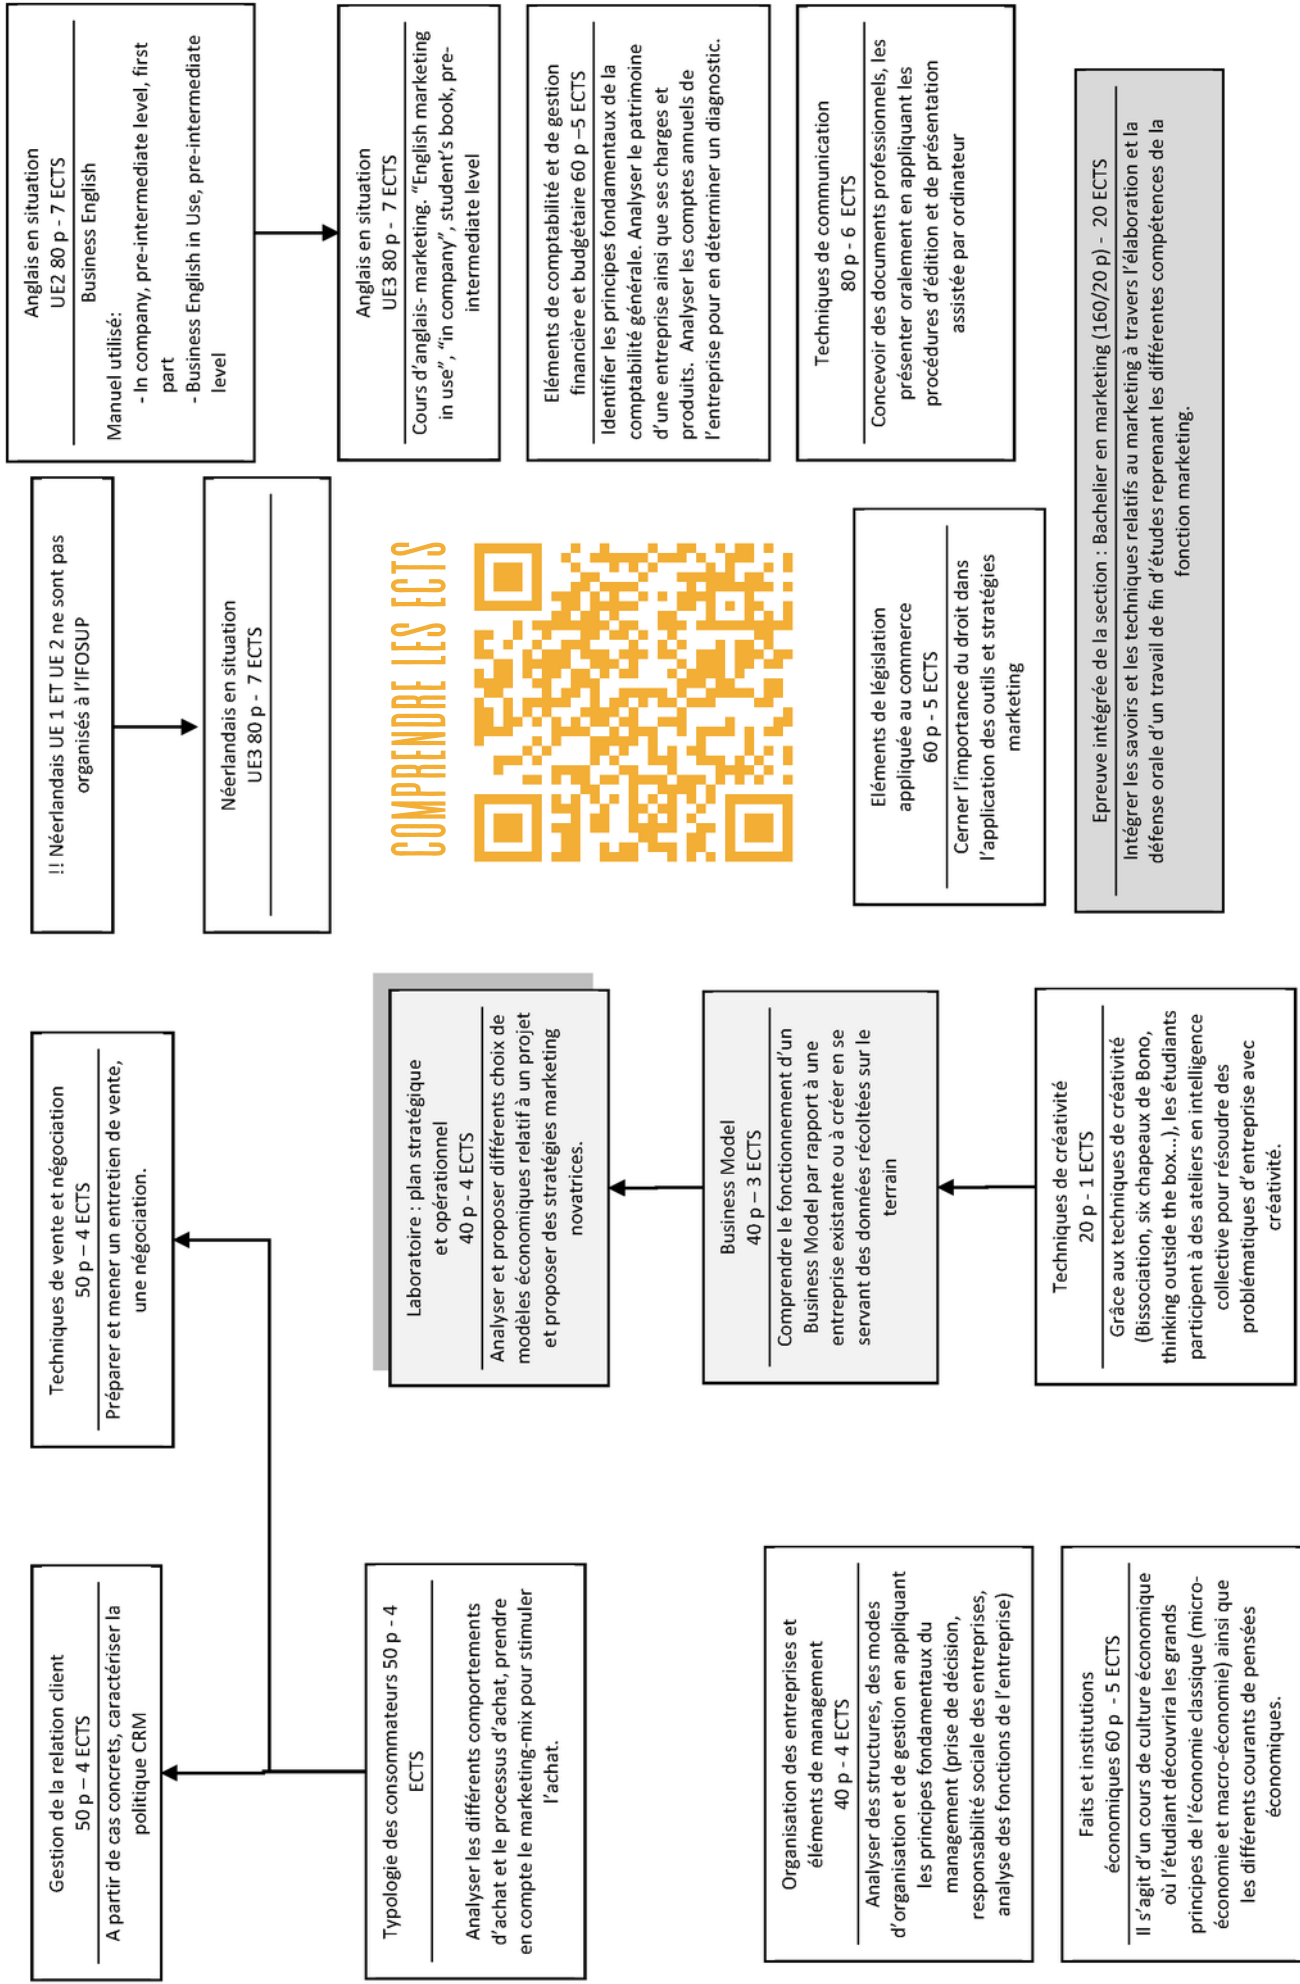 Gestion de la relation client
50 p – 4 ECTS
A partir de cas concrets, caractériser la
politique CRM
Techniques de vente et négociation
50 p – 4 ECTS
Préparer et mener un entretien de vente,
une négociation.
!! Néerlandais UE 1 ET UE 2 ne sont pas
organisés à l'IFOSUP
Anglais en situation
UE2 80 p - 7 ECTS
Business English
Manuel utilisé:
- In company, pre-intermediate level, first
part
- Business English in Use, pre-intermediate
level
Néerlandais en situation
UE3 80 p - 7 ECTS
Typologie des consommateurs 50 p - 4
ECTS
Analyser les différents comportements
d'achat et le processus d'achat, prendre
en compte le marketing-mix pour stimuler
l'achat.
Laboratoire : plan stratégique
et opérationnel
40 p - 4 ECTS
Analyser et proposer différents choix de
modèles économiques relatif à un projet
et proposer des stratégies marketing
novatrices.
COMPRENDRE LES ECTS
Anglais en situation
UE3 80 p - 7 ECTS
Cours d'anglais- marketing. “English marketing
in use”, “in company”, student's book, pre-
intermediate level
Eléments de comptabilité et de gestion
financière et budgétaire 60 p –5 ECTS
Identifier les principes fondamentaux de la
comptabilité générale. Analyser le patrimoine
d'une entreprise ainsi que ses charges et
produits. Analyser les comptes annuels de
l'entreprise pour en déterminer un diagnostic.
Organisation des entreprises et
éléments de management
40 p - 4 ECTS
Analyser des structures, des modes
d'organisation et de gestion en appliquant
les principes fondamentaux du
management (prise de décision,
responsabilité sociale des entreprises,
analyse des fonctions de l'entreprise)
Business Model
40 p – 3 ECTS
Comprendre le fonctionnement d'un
Business Model par rapport à une
entreprise existante ou à créer en se
servant des données récoltées sur le
terrain
Eléments de législation
appliquée au commerce
60 p - 5 ECTS
Cerner l'importance du droit dans
l'application des outils et stratégies
marketing
Techniques de communication
80 p - 6 ECTS
Concevoir des documents professionnels, les
présenter oralement en appliquant les
procédures d'édition et de présentation
assistée par ordinateur
Faits et institutions
économiques 60 p - 5 ECTS
Il s'agit d'un cours de culture économique
où l'étudiant découvrira les grands
principes de l'économie classique (micro-
économie et macro-économie) ainsi que
les différents courants de pensées
économiques.
Techniques de créativité
20 p - 1 ECTS
Grâce aux techniques de créativité
(Bissociation, six chapeaux de Bono,
thinking outside the box...), les étudiants
participent à des ateliers en intelligence
collective pour résoudre des
problématiques d'entreprise avec
créativité.
Epreuve intégrée de la section : Bachelier en marketing (160/20 p) - 20 ECTS
Intégrer les savoirs et les techniques relatifs au marketing à travers l'élaboration et la
défense orale d'un travail de fin d'études reprenant les différentes compétences de la
fonction marketing.